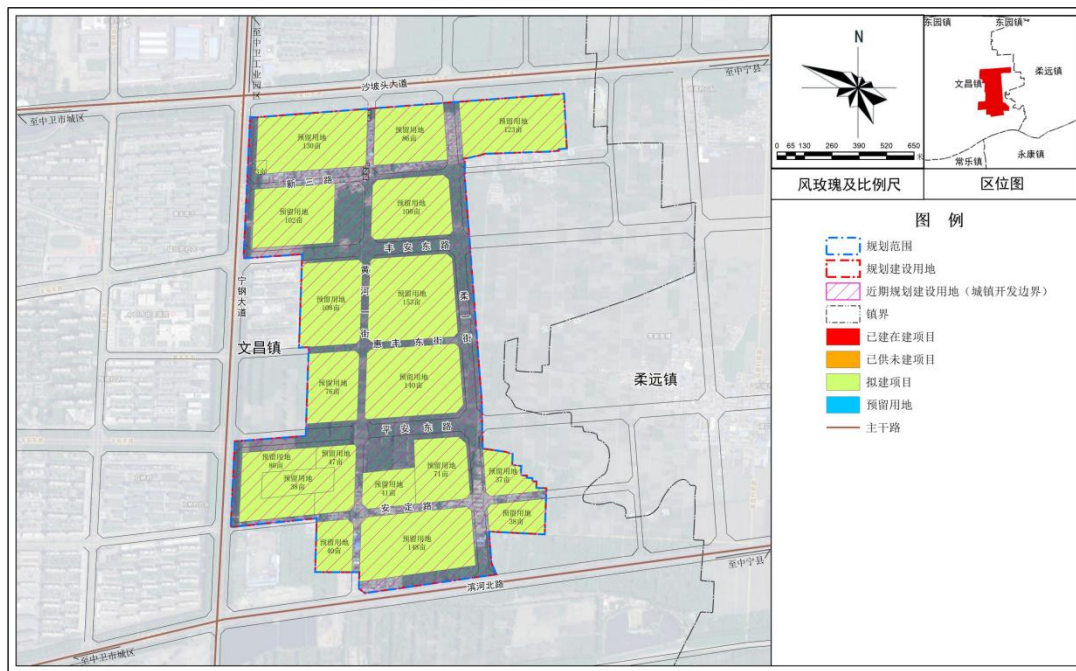 至中卫工业园区
沙坡头大道
至中宁县
至中卫市城区
预留用地
130亩
预留用地
86亩
预留用地
123亩
新三路
预留用地
102亩
预留用地
100亩
丰安东路
宁钢大道
黄河一街
柔一街
预留用地
预留用地
153亩
惠丰东街
文昌镇
柔远镇
预留用地
76亩
预留用地
140亩
平安东路
预留用地
80亩
预留用地
47亩
预留用地
38亩
预留用地
71亩
预留用地
41亩
预留用地
37亩
安定路
预留用地
38亩
预留用地
40亩
预留用地
148亩
滨河北路
至中宁县
至中卫市城区
N
0 65 130 260 390 520 650
米
风玫瑰及比例尺
东园镇
东园镇
文昌镇
柔远镇
常乐镇
永康镇
区位图
图 例
规划范围
规划建设用地
近期规划建设用地（城镇开发边界）
镇界
已建在建项目
已供未建项目
拟建项目
预留用地
主干路